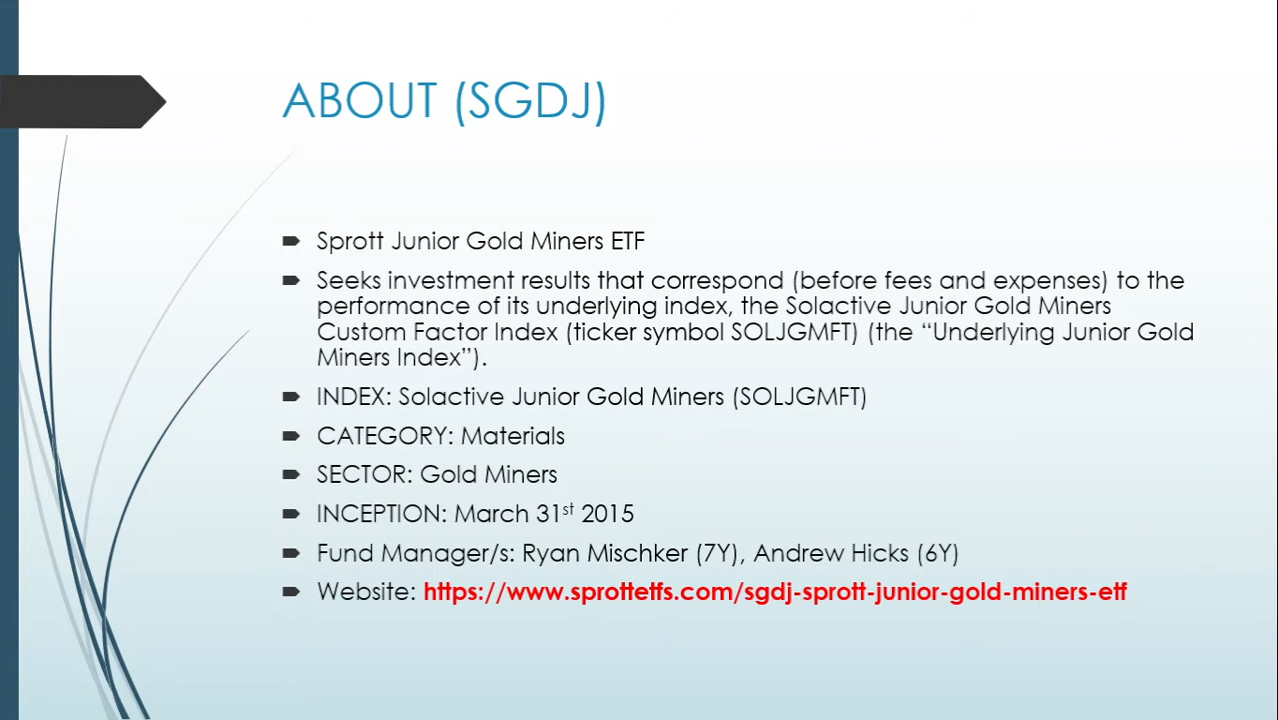 ABOUT (SGDJ)
Sprott Junior Gold Miners ETF
Seeks investment results that correspond (before fees and expenses) to the
performance of its underlying index, the Solactive Junior Gold Miners
Custom Factor Index (ticker symbol SOLJGMFT) (the “Underlying Junior Gold
Miners Index”).
INDEX: Solactive Junior Gold Miners (SOLJGMFT)
CATEGORY: Materials
SECTOR: Gold Miners
INCEPTION: March 31st 2015
Fund Manager/s: Ryan Mischker (7Y), Andrew Hicks (6Y)
Website: https://www.sprottetfs.com/sgdj-sprott-junior-gold-miners-etf